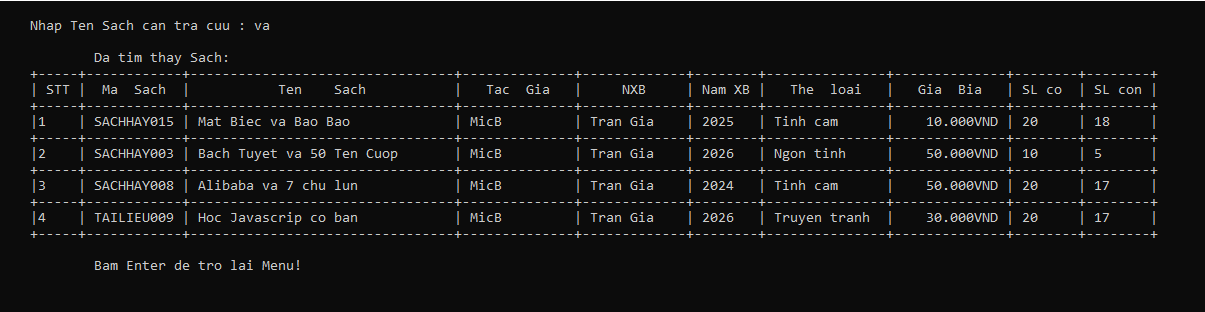 Nhap Ten Sach can tra cuu : va
Da tim thay Sach:
+-----+------------+---------------------------------+--------------+-------------+--------+---------------+--------------+--------+--------+
| STT |  Ma  Sach  |           Ten    Sach           |   Tac  Gia   |     NXB     | Nam XB |   The  loai   |   Gia  Bia   | SL co  | SL con |
+-----+------------+---------------------------------+--------------+-------------+--------+---------------+--------------+--------+--------+
|1    | SACHHAY015 | Mat Biec va Bao Bao             | MicB         | Tran Gia    | 2025   | Tinh cam      |    10.000VND | 20     | 18     |
+-----+------------+---------------------------------+--------------+-------------+--------+---------------+--------------+--------+--------+
|2    | SACHHAY003 | Bach Tuyet va 50 Ten Cuop       | MicB         | Tran Gia    | 2026   | Ngon tinh     |    50.000VND | 10     | 5      |
+-----+------------+---------------------------------+--------------+-------------+--------+---------------+--------------+--------+--------+
|3    | SACHHAY008 | Alibaba va 7 chu lun            | MicB         | Tran Gia    | 2024   | Tinh cam      |    50.000VND | 20     | 17     |
+-----+------------+---------------------------------+--------------+-------------+--------+---------------+--------------+--------+--------+
|4    | TAILIEU009 | Hoc Javascrip co ban            | MicB         | Tran Gia    | 2026   | Truyen tranh  |    30.000VND | 20     | 17     |
+-----+------------+---------------------------------+--------------+-------------+--------+---------------+--------------+--------+--------+
Bam Enter de tro lai Menu!